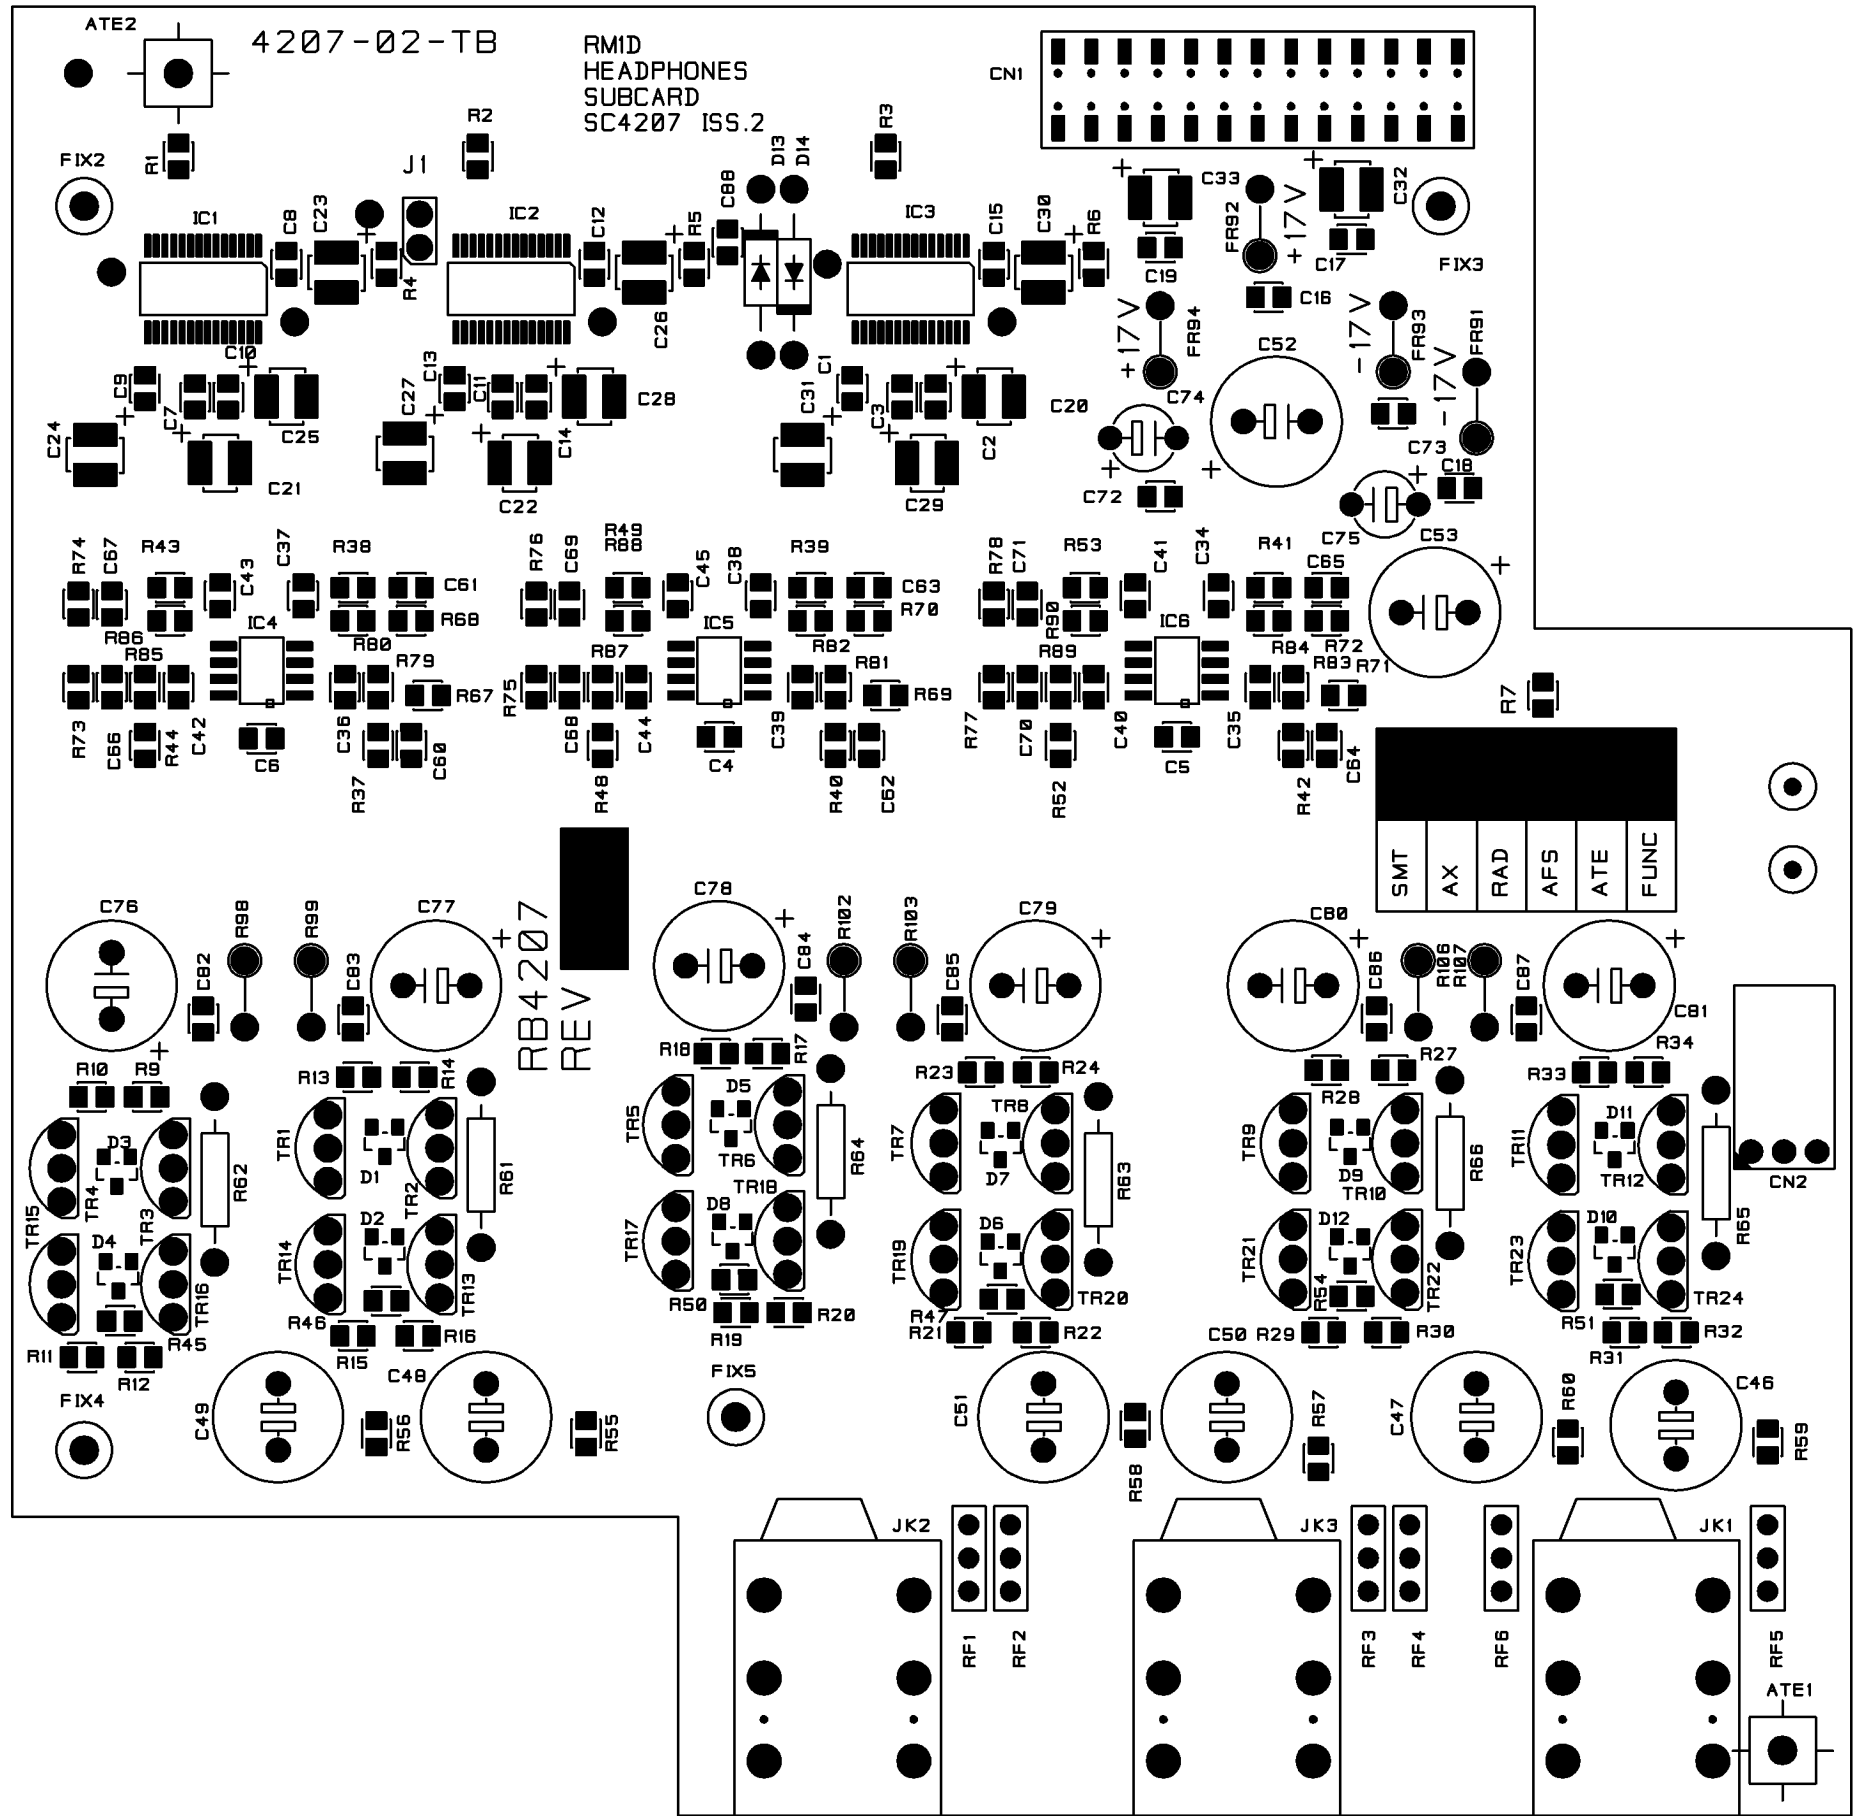 ATE2
4207-02-TB
RM1D
HEADPHONES
SUBCARD
SC4207 ISS.2
CN1
R1
R2
R3
FIX2
J1
D13
D14
C88
C33
C32
FR92
+17V
IC1
C8
C23
IC2
C12
R5
IC3
C15
C30
R6
R4
C26
C19
C17
FIX3
C16
+17V
FR94
-17V
FR93
-17V
FR91
C10
C9
C7
C24
C25
C21
C13
C11
C27
C28
C14
C22
C1
C31
C3
C2
C29
C20
C74
C52
C72
C73
C18
C75
C53
R74
C67
R43
C43
C37
R38
C61
R68
R86
R85
IC4
R80
R79
R67
R73
C66
R44
C42
C6
C36
R37
C60
R76
C69
R49
R88
C45
C38
R39
C63
R70
R87
IC5
R82
R81
R69
R75
C68
R48
C44
C4
C39
R40
C62
R78
C71
R90
R53
C41
C34
R41
C65
R89
IC6
R84
R72
R83
R71
R77
C70
R52
C40
C5
C35
R42
C64
R7
SMT
AX
RAD
AFS
ATE
FUNC
RB4207
REV
C76
R98
R99
C77
C82
C83
C78
R102
R103
C84
C85
C79
C80
C86
R106
R107
C87
C81
R10
R9
R13
R14
R18
R17
R23
R24
R28
R27
R33
R34
TR15
TR4
D3
TR3
R62
TR1
D1
TR2
R61
TR5
D5
TR6
R64
TR7
TR8
D7
R63
TR9
D9
TR10
R66
TR11
D11
TR12
R65
CN2
D4
TR16
TR14
D2
TR13
TR17
D8
TR18
TR19
D6
TR20
TR21
D12
R54
TR22
TR23
D10
TR24
R11
R12
R45
R46
R15
R16
R50
R19
R20
R47
R21
R22
C50
R29
R30
R51
R31
R32
FIX4
C49
R56
C48
R55
FIX5
C51
R58
R57
C47
R60
C46
R59
JK2
JK3
JK1
RF1
RF2
RF3
RF4
RF6
RF5
ATE1